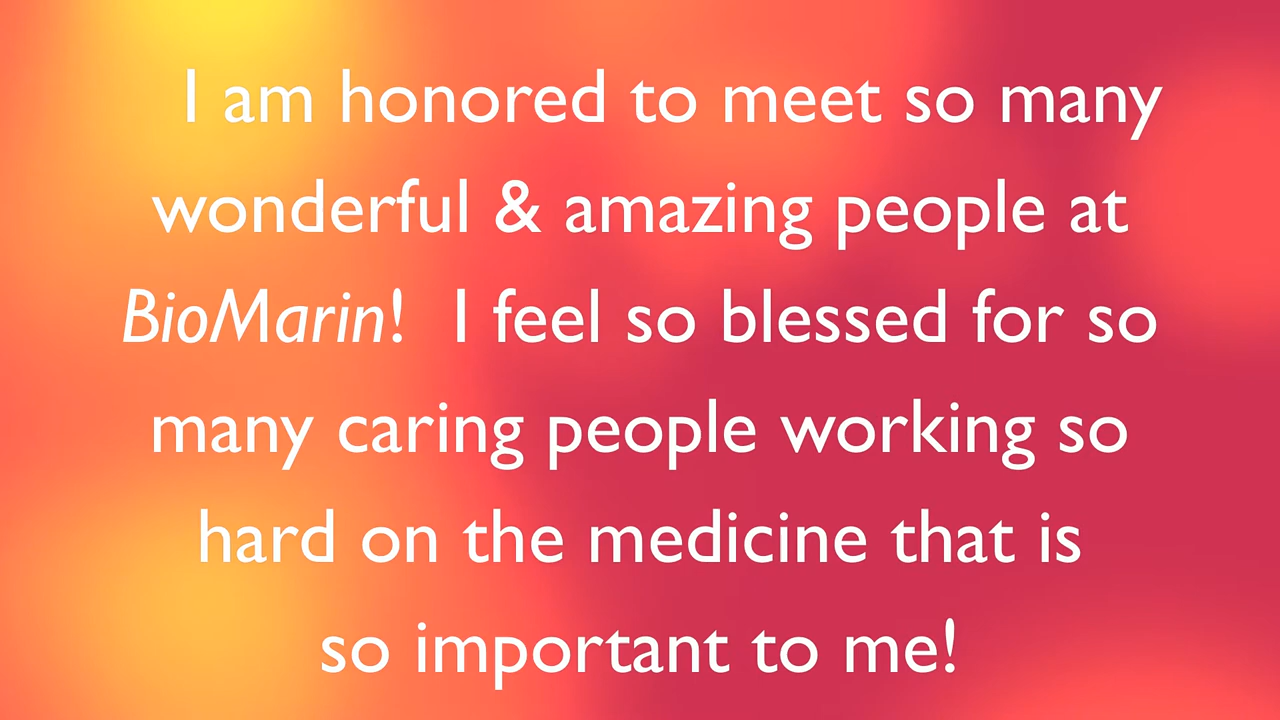 I am honored to meet so many
wonderful & amazing people at
BioMarin!  I feel so blessed for so
many caring people working so
hard on the medicine that is
so important to me!